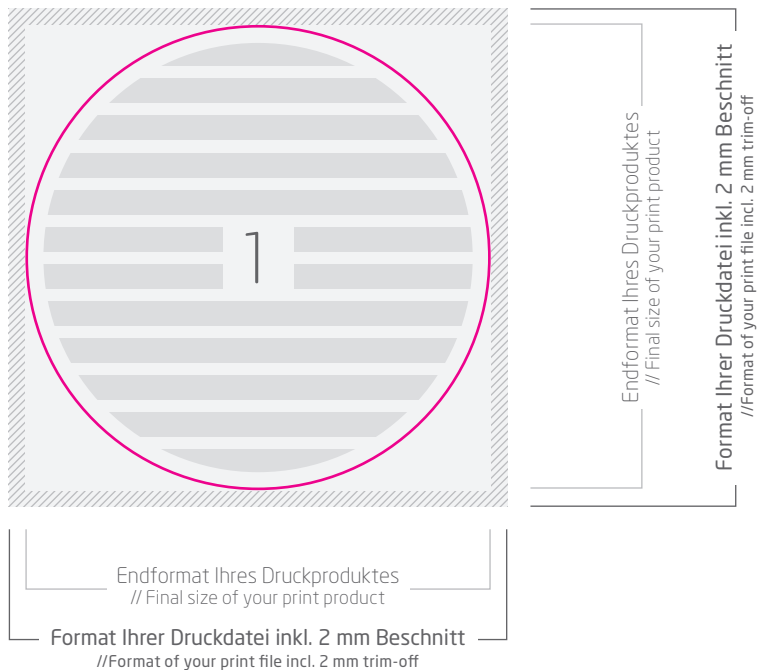 1
Endformat Ihres Druckproduktes
// Final size of your print product
Format Ihrer Druckdatei inkl. 2 mm Beschnitt
//Format of your print file incl. 2 mm trim-off
Endformat Ihres Druckproduktes
// Final size of your print product
Format Ihrer Druckdatei inkl. 2 mm Beschnitt
//Format of your print file incl. 2 mm trim-off